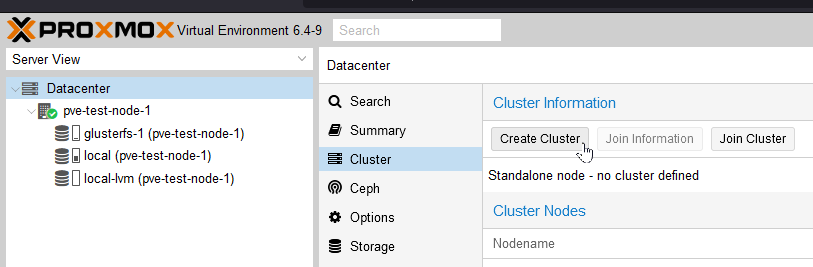 PROXMOX Virtual Environment 6.4-9 Search
Server View
Datacenter
pve-test-node-1
glusterfs-1 (pve-test-node-1)
local (pve-test-node-1)
local-lvm (pve-test-node-1)
Datacenter
Search
Summary
Cluster
Ceph
Options
Storage
Cluster Information
Create Cluster Join Information Join Cluster
Standalone node - no cluster defined
Cluster Nodes
Nodename